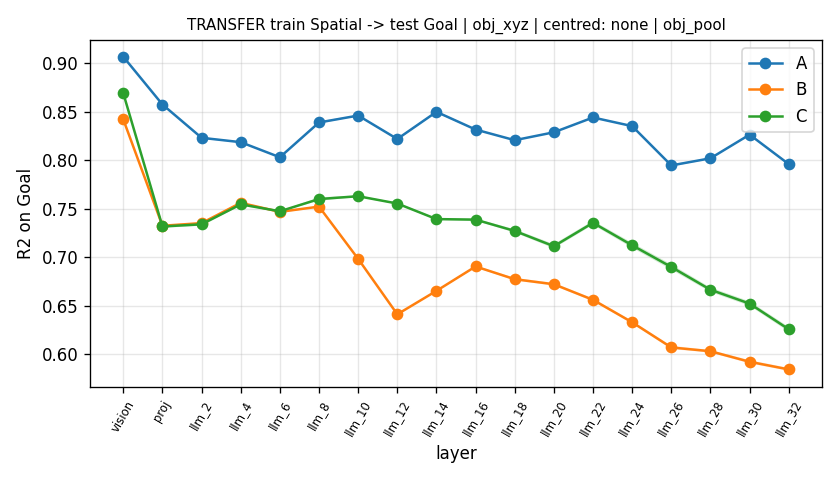 TRANSFER train Spatial -> test Goal | obj_xyz | centred: none | obj_pool
A
B
C
R2 on Goal
0.90
0.85
0.80
0.75
0.70
0.65
0.60
vision
proj
llm_2
llm_4
llm_6
llm_8
llm_10
llm_12
llm_14
llm_16
llm_18
llm_20
llm_22
llm_24
llm_26
llm_28
llm_30
llm_32
layer